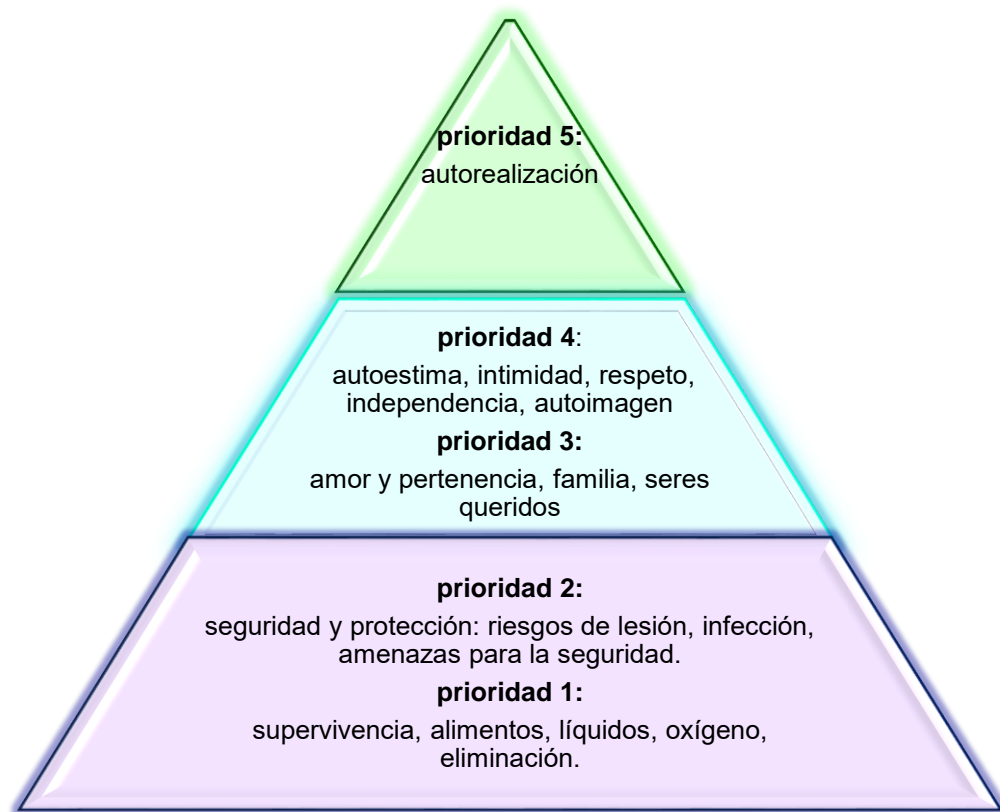 prioridad 5:
autorealización
prioridad 4:
autoestima, intimidad, respeto,
independencia, autoimagen
prioridad 3:
amor y pertenencia, familia, seres
queridos
prioridad 2:
seguridad y protección: riesgos de lesión, infección,
amenazas para la seguridad.
prioridad 1:
supervivencia, alimentos, líquidos, oxígeno,
eliminación.